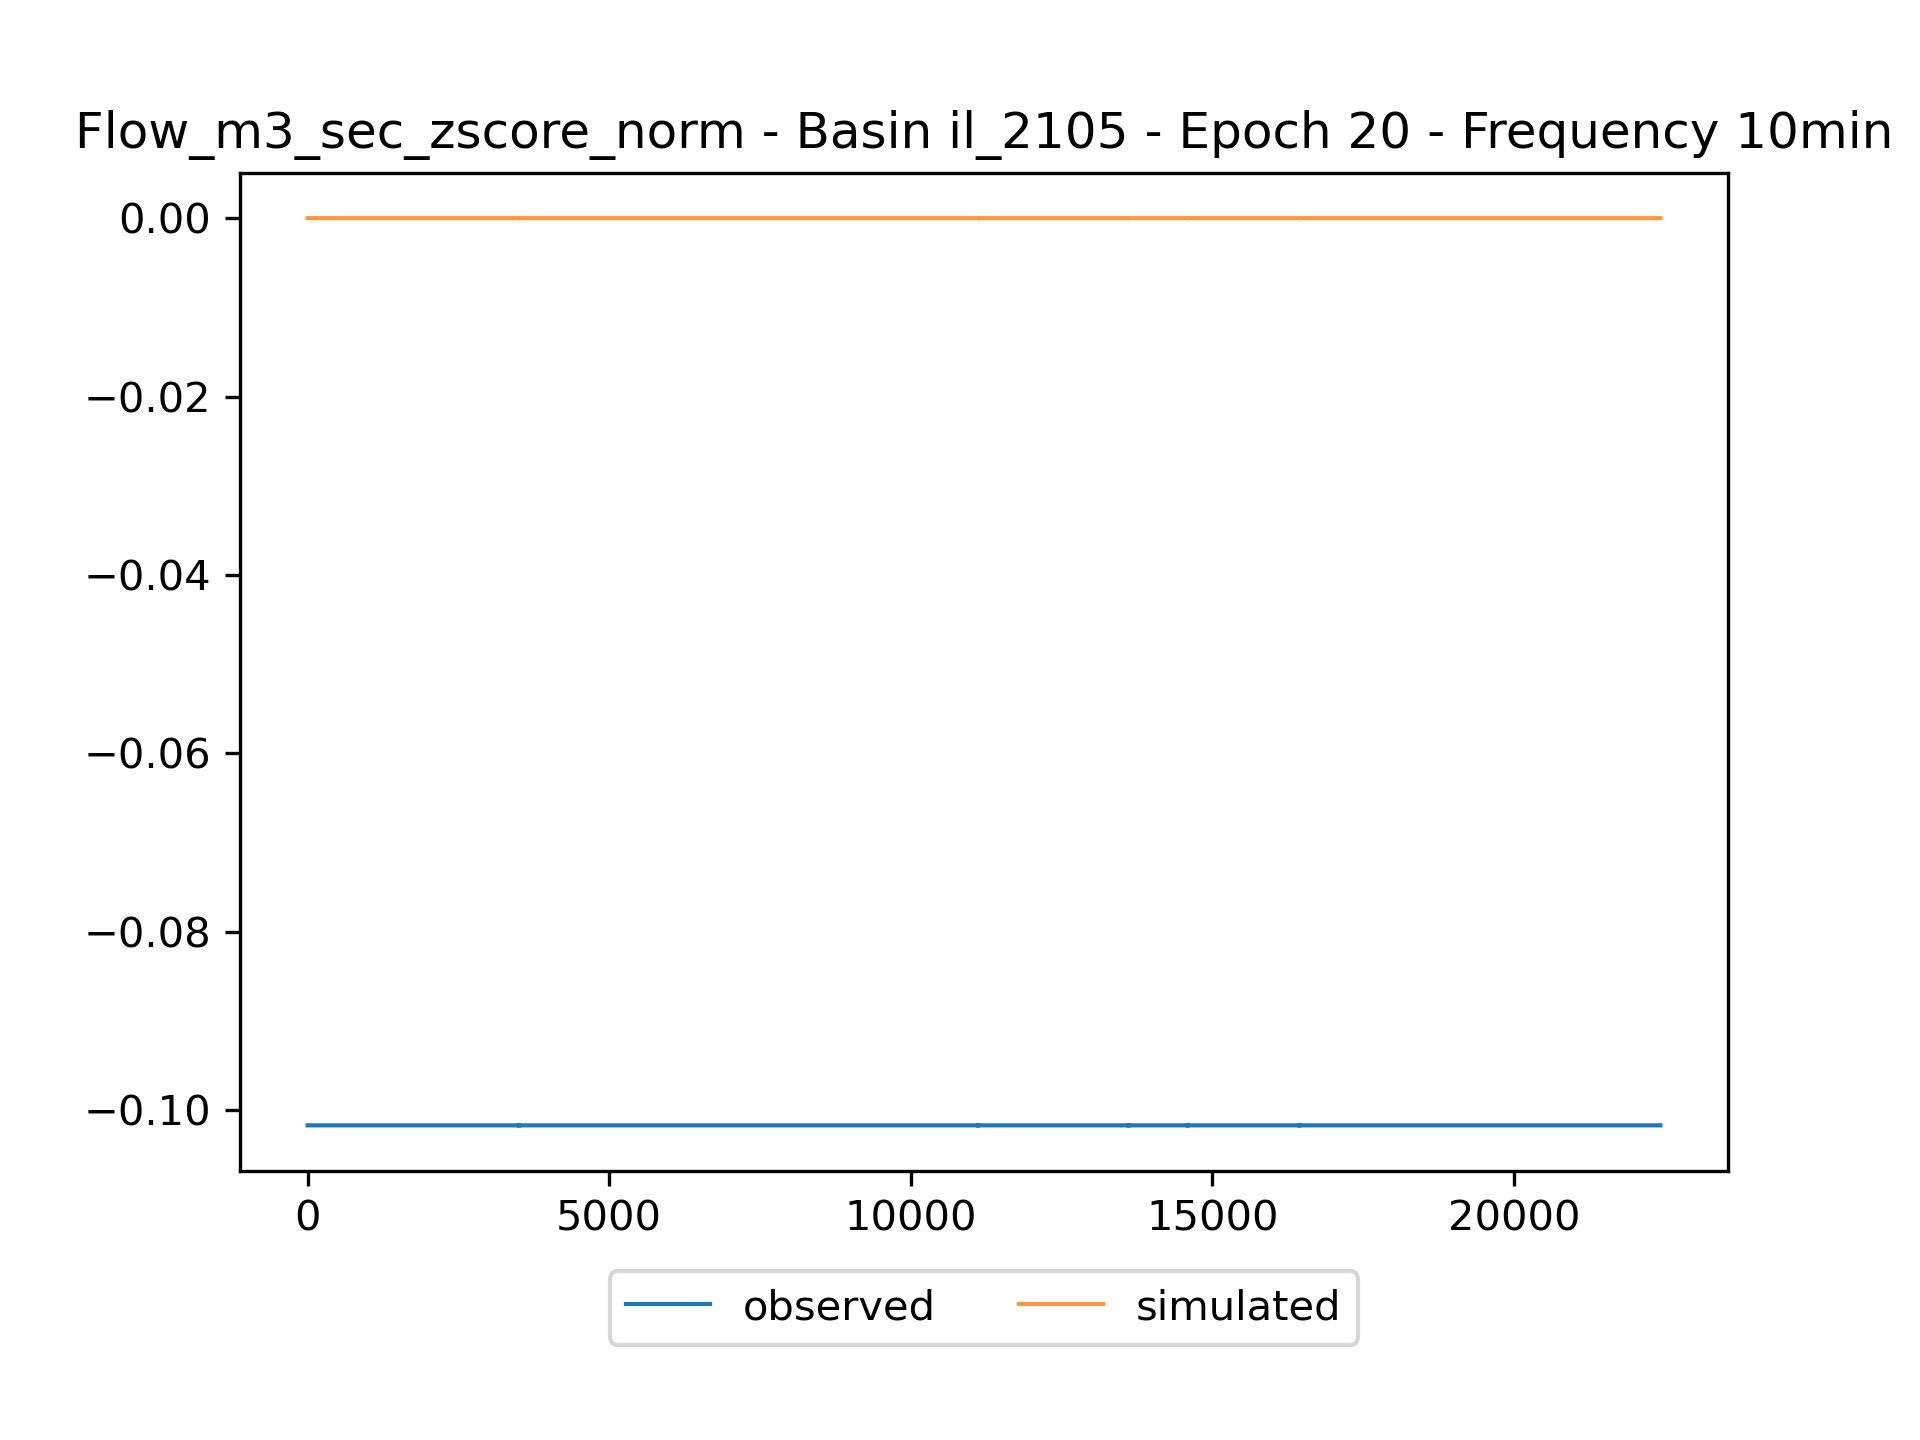 Flow_m3_sec_zscore_norm - Basin il_2105 - Epoch 20 - Frequency 10min
0.00
−0.02
−0.04
−0.06
−0.08
−0.10
0 5000 10000 15000 20000
observed simulated